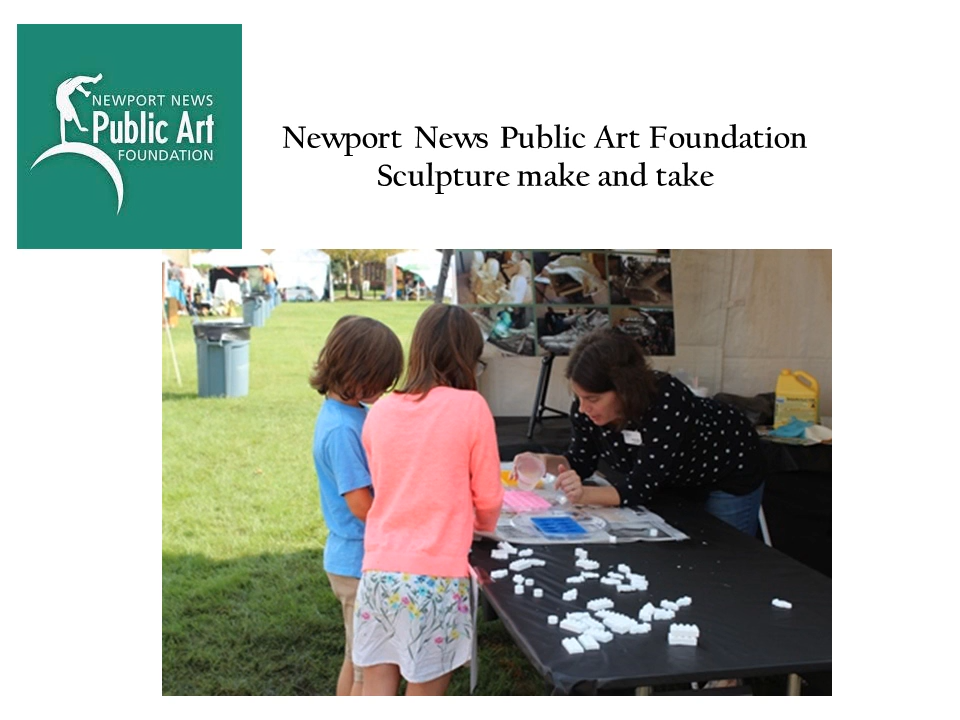 NEWPORT NEWS
Public Art
FOUNDATION
Newport News Public Art Foundation
Sculpture make and take